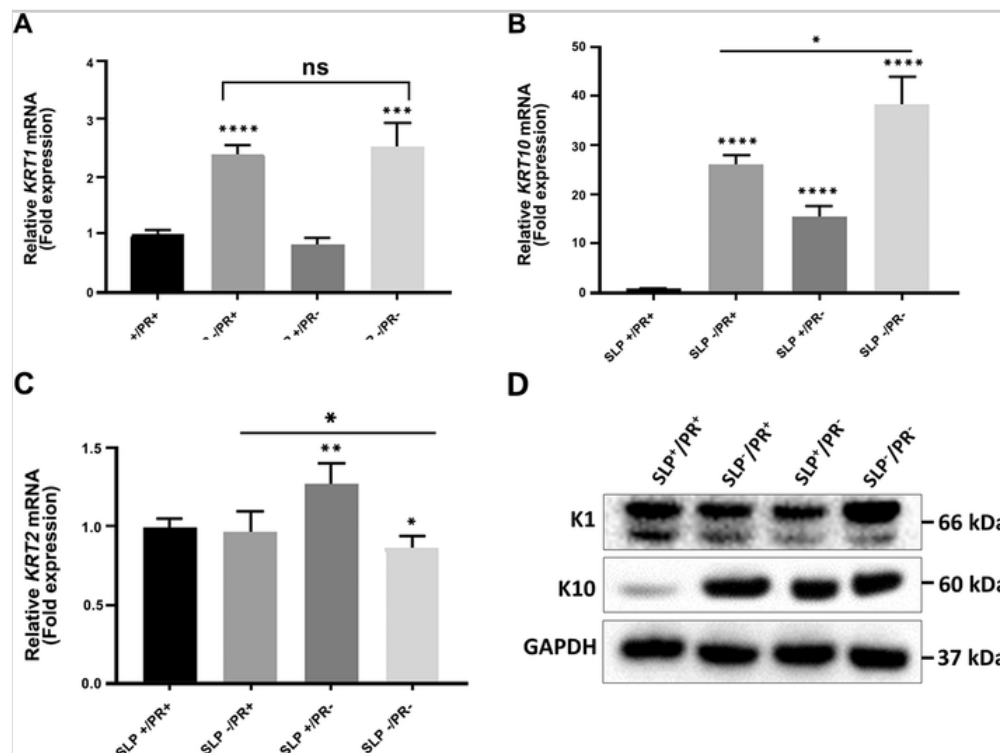 A
Relative KRT1 mRNA
(Fold expression)
4
3
2
1
0
ns
****
***
+/PR+
P -/PR+
P +/PR-
P -/PR-
B
Relative KRT10 mRNA
(Fold expression)
50
40
30
20
10
0
*
****
****
****
SLP +/PR+
SLP -/PR+
SLP +/PR-
SLP -/PR-
C
Relative KRT2 mRNA
(Fold expression)
1.5
1.0
0.5
0.0
*
**
*
SLP +/PR+
SLP -/PR+
SLP +/PR-
SLP -/PR-
D
SLP⁺/PR⁺
SLP⁻/PR⁺
SLP⁺/PR⁻
SLP⁻/PR⁻
K1
66 kDa
K10
60 kDa
GAPDH
37 kDa